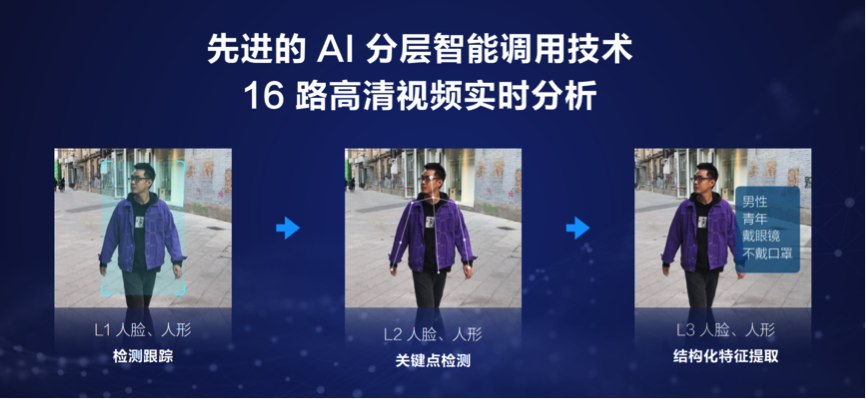 先进的 AI 分层智能调用技术
16 路高清视频实时分析
男性
青年
戴眼镜
不戴口罩
L1 人脸、人形
检测跟踪
L2 人脸、人形
关键点检测
L3 人脸、人形
结构化特征提取